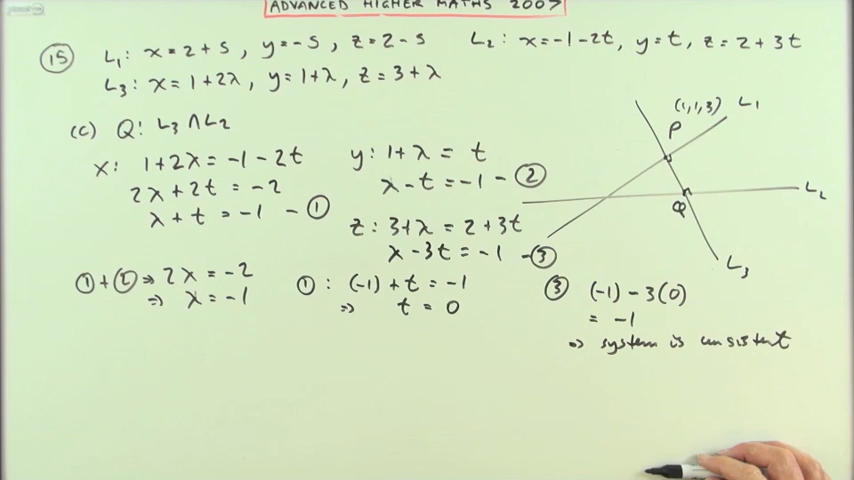 ADVANCED HIGHER MATHS 2007
15 L₁: x = 2 + s, y = -s, z = 2 - s L₂: x = -1 - 2t, y = t, z = 2 + 3t
L₃: x = 1 + 2λ, y = 1 + λ, z = 3 + λ
(c) Q: L₃ ∩ L₂
x: 1 + 2λ = -1 - 2t
2λ + 2t = -2
λ + t = -1 - ①
y: 1 + λ = t
λ - t = -1 - ②
z: 3 + λ = 2 + 3t
λ - 3t = -1 - ③
(1, 1, 3) L₁
P
L₂
Q
L₃
① + ② ⇒ 2λ = -2
⇒ λ = -1
①: (-1) + t = -1
⇒ t = 0
③ (-1) - 3(0)
= -1
⇒ system is consistent